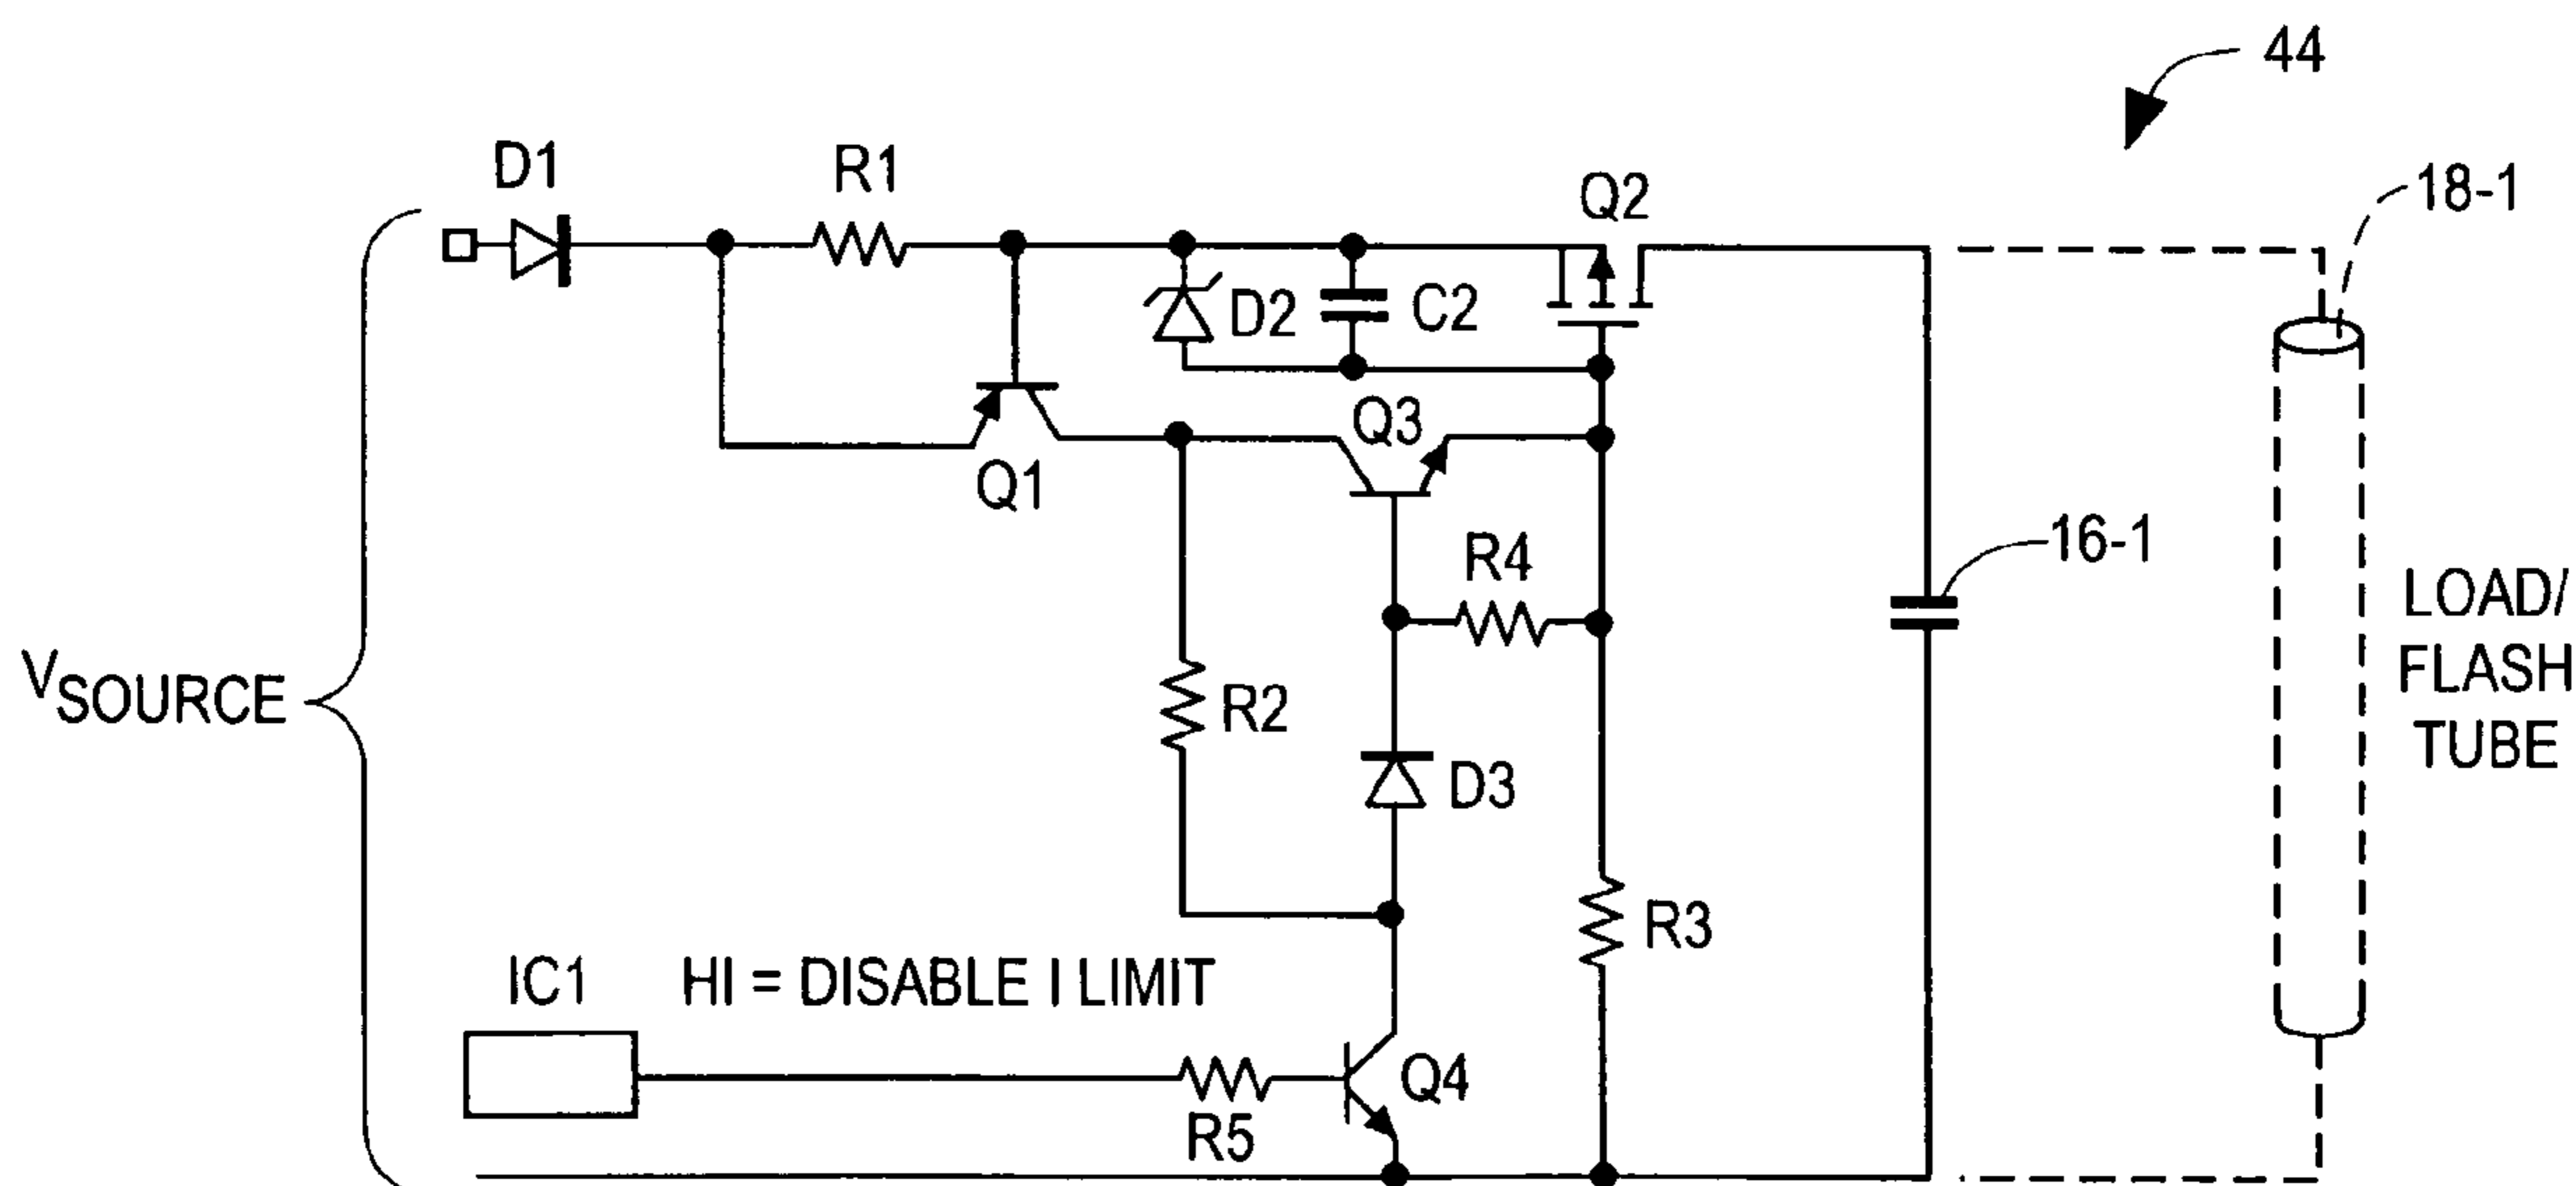 44
D1
R1
Q2
18-1
D2
C2
Q3
Q1
R4
16-1
LOAD/
FLASH
TUBE
VSOURCE
R2
D3
R3
IC1
HI = DISABLE I LIMIT
Q4
R5